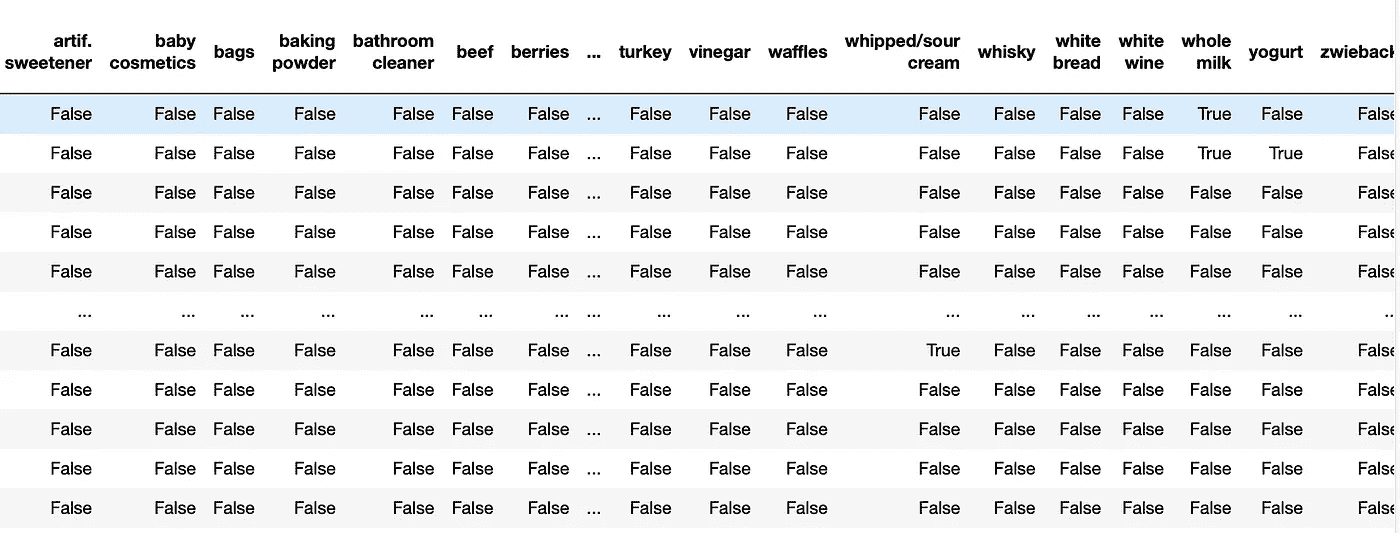 artif. sweetener baby cosmetics bags baking powder bathroom cleaner beef berries ... turkey vinegar waffles whipped/sour cream whisky white bread white wine whole milk yogurt zwieback
False False False False False False False ... False False False False False False False True False False
False False False False False False False ... False False False False False False False True True False
False False False False False False False ... False False False False False False False False False False
False False False False False False False ... False False False False False False False False False False
False False False False False False False ... False False False False False False False False False False
... ... ... ... ... ... ... ... ... ... ... ... ... ... ... ... ... ..
False False False False False False False ... False False False True False False False False False False
False False False False False False False ... False False False False False False False False False False
False False False False False False False ... False False False False False False False False False False
False False False False False False False ... False False False False False False False False False False
False False False False False False False ... False False False False False False False False False False